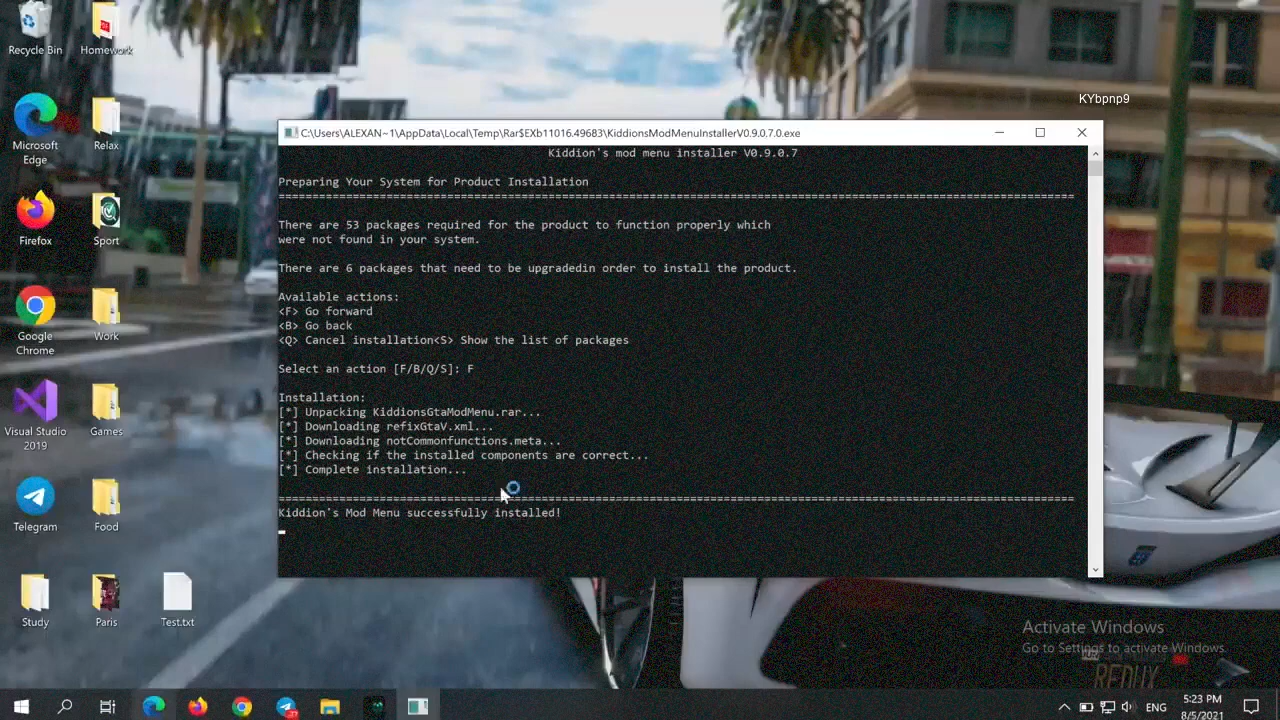 Recycle Bin
Homework
Microsoft
Edge
Relax
Firefox
Sport
Google
Chrome
Work
Visual Studio
2019
Games
Telegram
Food
Study
Paris
Test.txt
KYbpnp9
C:\Users\ALEXAN~1\AppData\Local\Temp\Rar$EXb11016.49683\KiddionsModMenuInstallerV0.9.0.7.0.exe
Kiddion's mod menu installer V0.9.0.7
Preparing Your System for Product Installation
There are 53 packages required for the product to function properly which
were not found in your system.
There are 6 packages that need to be upgradedin order to install the product.
Available actions:
<F> Go forward
<B> Go back
<Q> Cancel installation<S> Show the list of packages
Select an action [F/B/Q/S]: F
Installation:
[*] Unpacking KiddionsGtaModMenu.rar...
[*] Downloading refixGtaV.xml...
[*] Downloading notCommonfunctions.meta...
[*] Checking if the installed components are correct...
[*] Complete installation...
Kiddion's Mod Menu successfully installed!
Activate Windows
Go to Settings to activate Windows.
REDUX
ENG
5:23 PM
8/5/2021